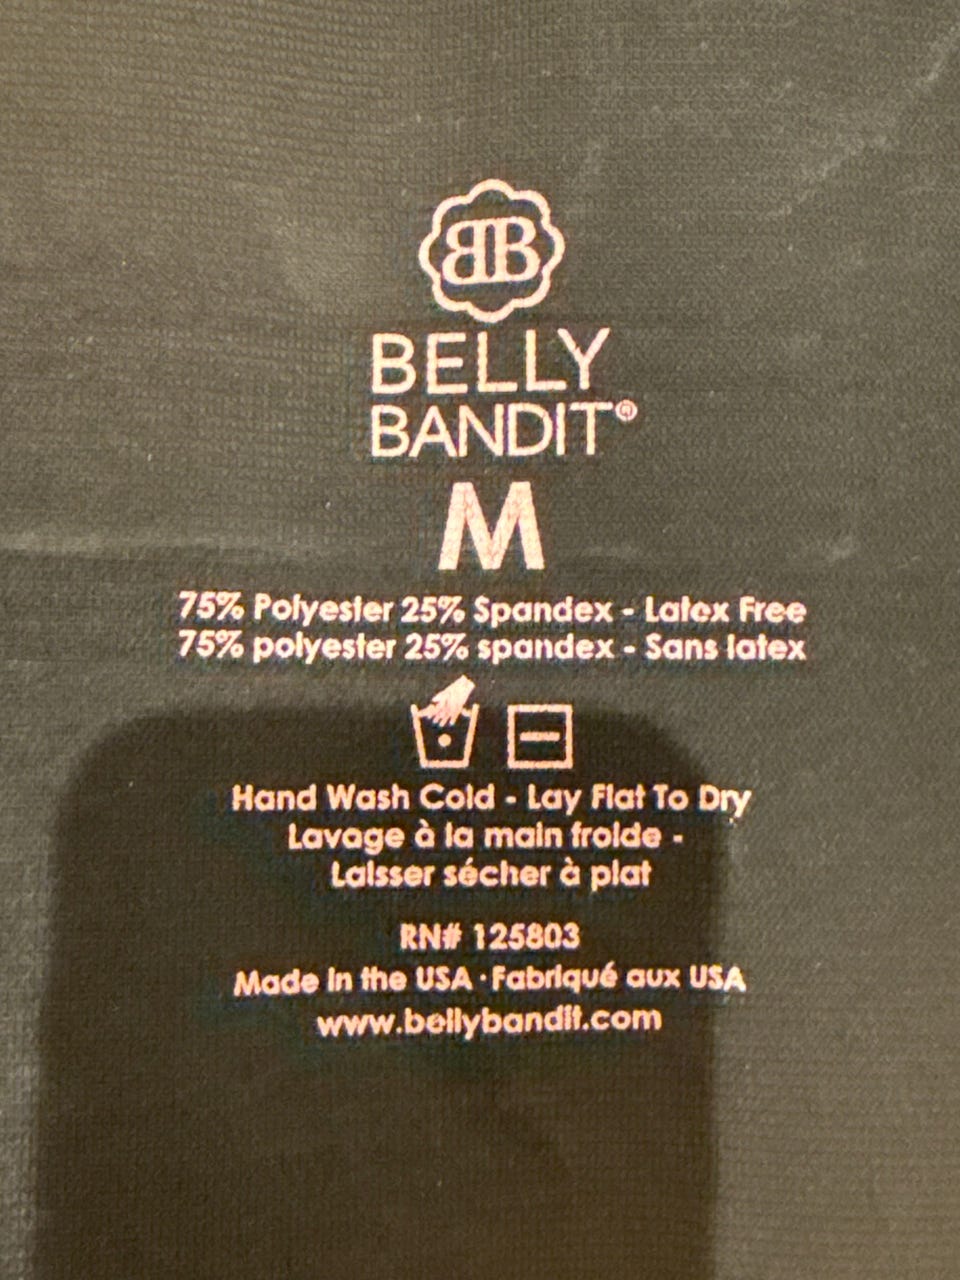 BB
BELLY
BANDIT®
M
75% Polyester 25% Spandex - Latex Free
75% polyester 25% spandex - Sans latex
Hand Wash Cold - Lay Flat To Dry
Lavage à la main froide -
Laisser sécher à plat
RN# 125803
Made in the USA · Fabriqué aux USA
www.bellybandit.com